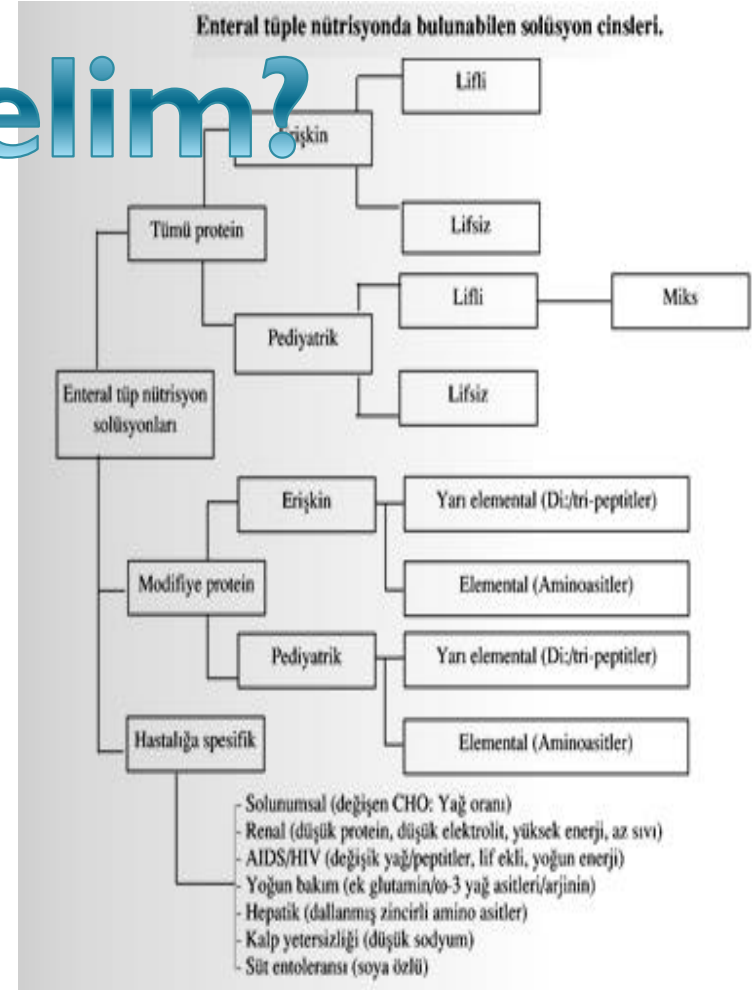 Enteral tüple nütrisyonda bulunabilen solüsyon cinsleri.
elim?
Lifli
Erişkin
Lifsiz
Tümü protein
Lifli
Miks
Pediyatrik
Lifsiz
Enteral tüp nütrisyon
solüsyonları
Erişkin
Yarı elemental (Di:/tri-peptitler)
Modifiye protein
Elemental (Aminoasitler)
Pediyatrik
Yarı elemental (Di:/tri-peptitler)
Elemental (Aminoasitler)
Hastalığa spesifik
- Solunumsal (değişen CHO: Yağ oranı)
- Renal (düşük protein, düşük elektrolit, yüksek enerji, az sıvı)
- AIDS/HIV (değişik yağ/peptitler, lif ekli, yoğun enerji)
- Yoğun bakım (ek glutamin/ω-3 yağ asitleri/arjinin)
- Hepatik (dallanmış zincirli amino asitler)
- Kalp yetersizliği (düşük sodyum)
- Süt entoleransı (soya özlü)